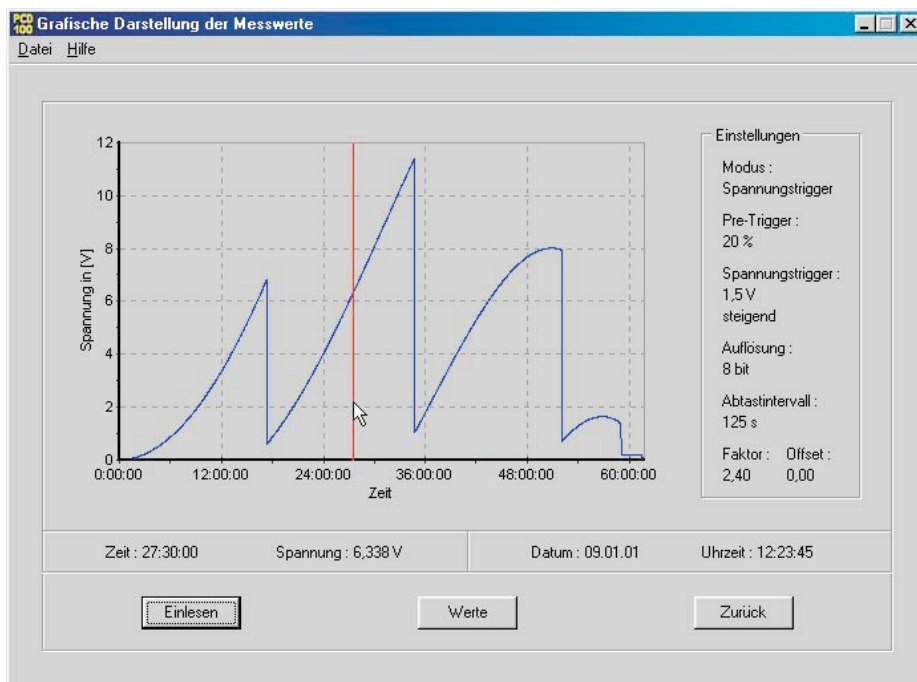 PCD
100 Grafische Darstellung der Messwerte
Datei Hilfe
12
10
8
6
4
2
0
Spannung in [V]
0:00:00 12:00:00 24:00:00 36:00:00 48:00:00 60:00:00
Zeit
Einstellungen
Modus :
Spannungstrigger
Pre-Trigger :
20 %
Spannungstrigger :
1,5 V
steigend
Auflösung :
8 bit
Abtastintervall :
125 s
Faktor : Offset :
2,40 0,00
Zeit : 27:30:00 Spannung : 6,338 V Datum : 09.01.01 Uhrzeit : 12:23:45
Einlesen Werte Zurück